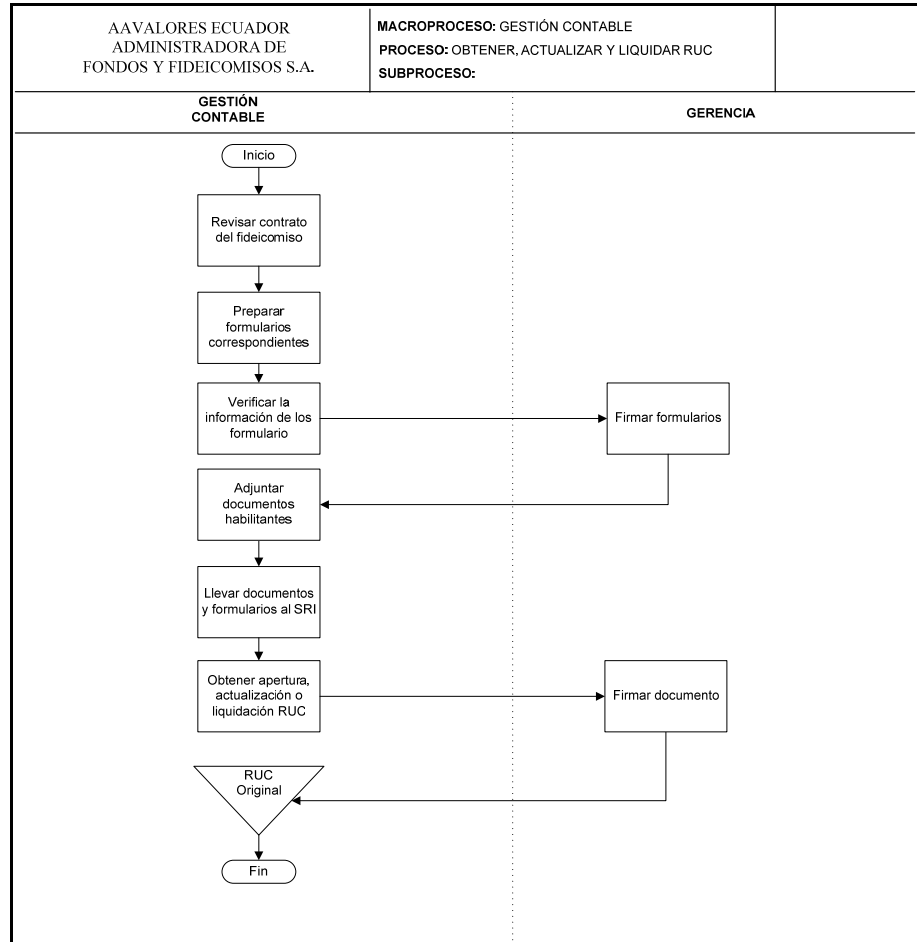 AAVALORES ECUADOR
ADMINISTRADORA DE
FONDOS Y FIDEICOMISOS S.A.
MACROPROCESO: GESTIÓN CONTABLE
PROCESO: OBTENER, ACTUALIZAR Y LIQUIDAR RUC
SUBPROCESO:
GESTIÓN
CONTABLE
GERENCIA
Inicio
Revisar contrato
del fideicomiso
Preparar
formularios
correspondientes
Verificar la
información de los
formulario
Firmar formularios
Adjuntar
documentos
habilitantes
Llevar documentos
y formularios al SRI
Obtener apertura,
actualización o
liquidación RUC
Firmar documento
RUC
Original
Fin